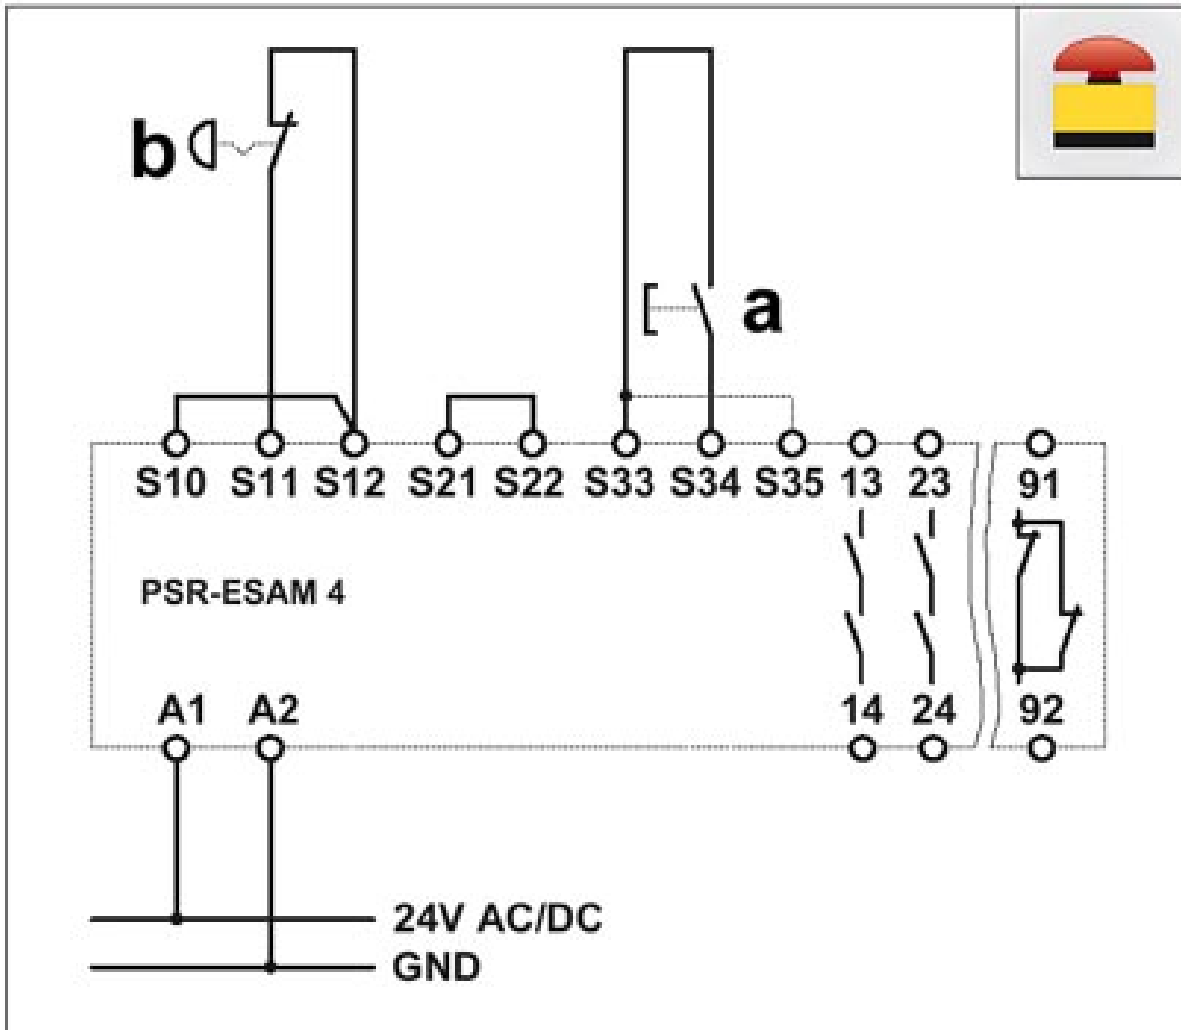 b
a
S10 S11 S12 S21 S22 S33 S34 S35 13 23 91
PSR-ESAM 4
A1 A2 14 24 92
24V AC/DC
GND